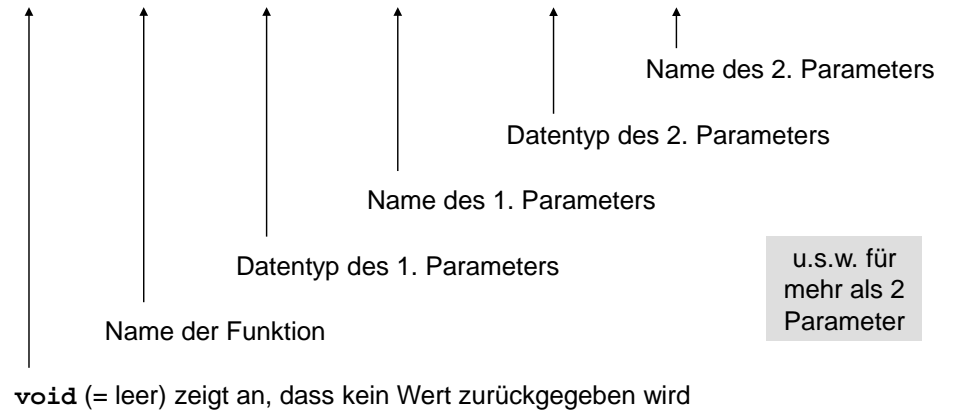 Name des 2. Parameters
Datentyp des 2. Parameters
Name des 1. Parameters
Datentyp des 1. Parameters
u.s.w. für
mehr als 2
Parameter
Name der Funktion
void (= leer) zeigt an, dass kein Wert zurückgegeben wird